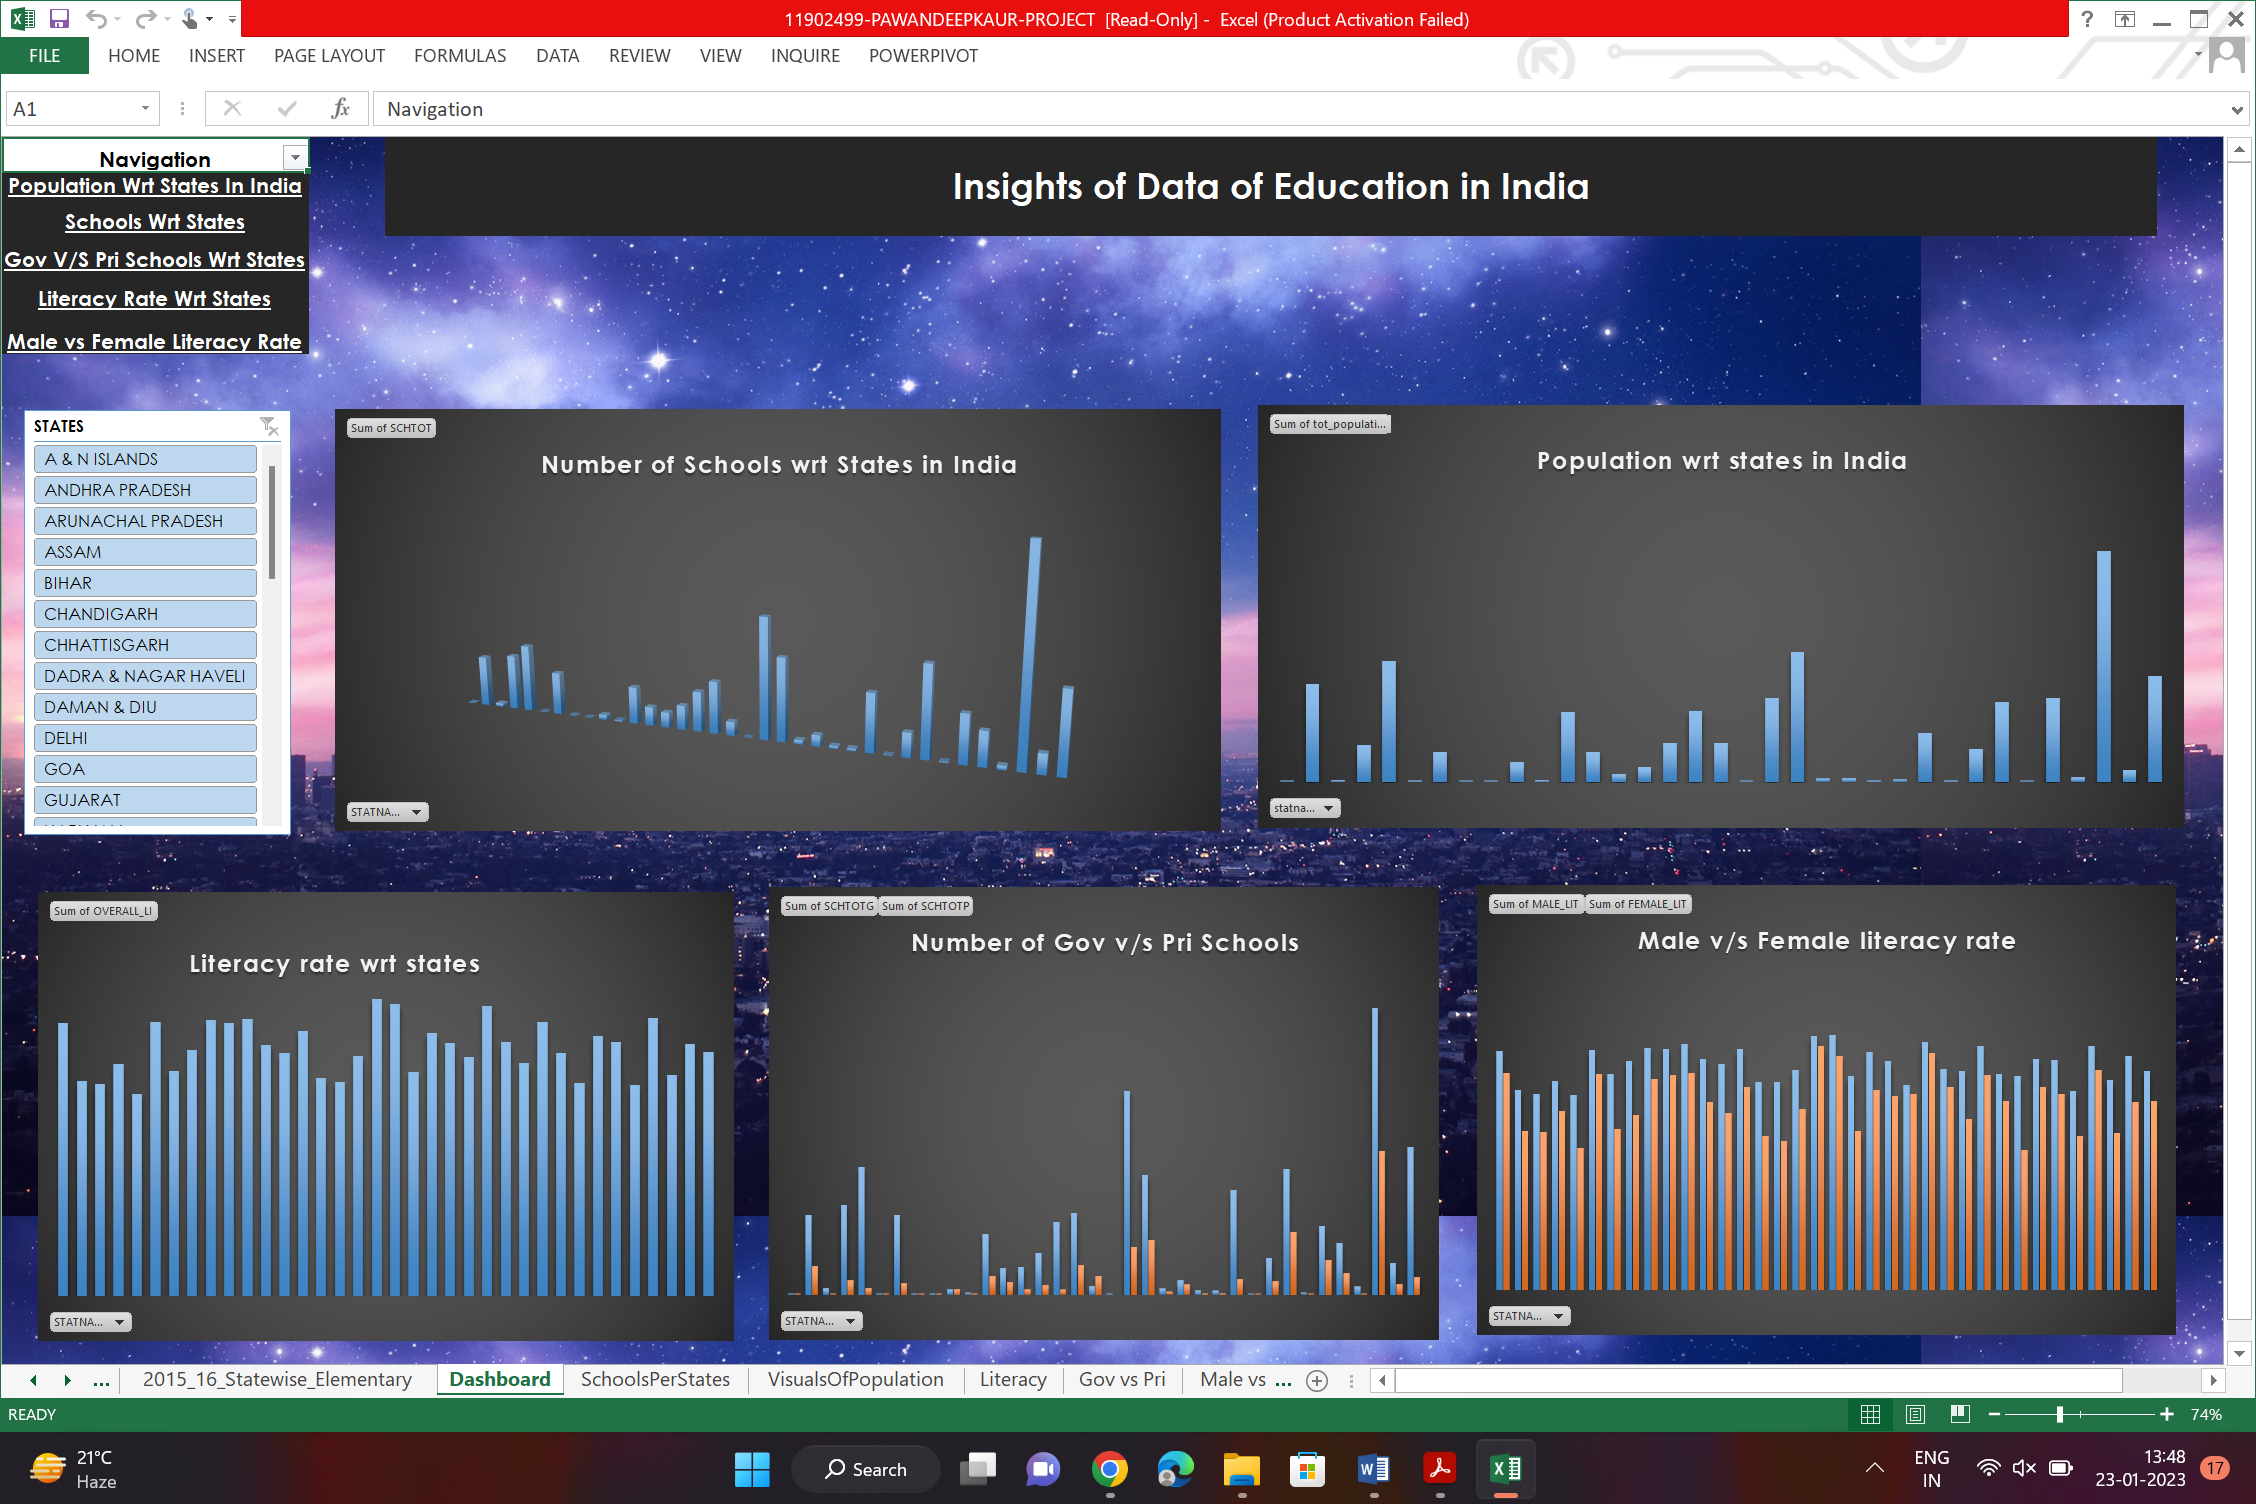 11902499-PAWANDEEPKAUR-PROJECT [Read-Only] - Excel (Product Activation Failed)
FILE HOME INSERT PAGE LAYOUT FORMULAS DATA REVIEW VIEW INQUIRE POWERPIVOT
A1 fx Navigation
Navigation
Population Wrt States In India
Schools Wrt States
Gov V/S Pri Schools Wrt States
Literacy Rate Wrt States
Male vs Female Literacy Rate
Insights of Data of Education in India
STATES
A & N ISLANDS
ANDHRA PRADESH
ARUNACHAL PRADESH
ASSAM
BIHAR
CHANDIGARH
CHHATTISGARH
DADRA & NAGAR HAVELI
DAMAN & DIU
DELHI
GOA
GUJARAT
Sum of SCHTOT
Number of Schools wrt States in India
STATNA...
Sum of tot_populati...
Population wrt states in India
statna...
Sum of OVERALL_LI
Literacy rate wrt states
STATNA...
Sum of SCHTOTG Sum of SCHTOTP
Number of Gov v/s Pri Schools
STATNA...
Sum of MALE_LIT Sum of FEMALE_LIT
Male v/s Female literacy rate
STATNA...
... 2015_16_Statewise_Elementary Dashboard SchoolsPerStates VisualsOfPopulation Literacy Gov vs Pri Male vs ...
READY 74%
21°C
Haze
Search
ENG
IN
13:48
23-01-2023
17